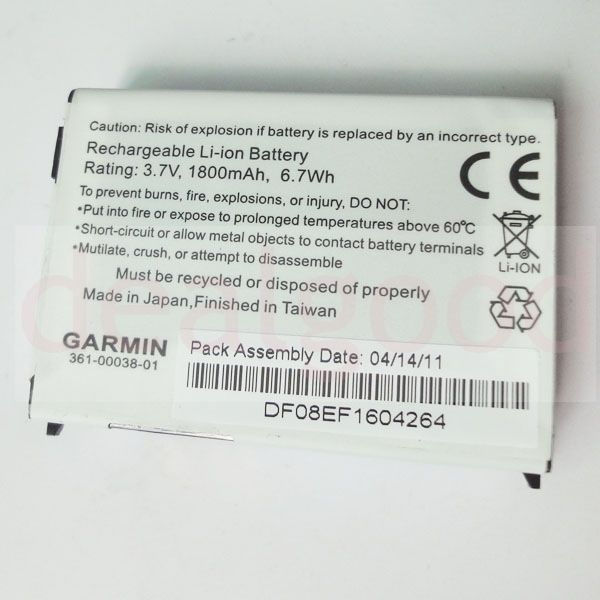 Caution: Risk of explosion if battery is replaced by an incorrect type.
Rechargeable Li-ion Battery
Rating: 3.7V, 1800mAh, 6.7Wh
CE
To prevent burns, fire, explosions, or injury, DO NOT:
•Put into fire or expose to prolonged temperatures above 60℃
•Short-circuit or allow metal objects to contact battery terminals
•Mutilate, crush, or attempt to disassemble
Li-ION
Must be recycled or disposed of properly
Made in Japan,Finished in Taiwan
GARMIN
361-00038-01
Pack Assembly Date: 04/14/11
DF08EF1604264
dealgood